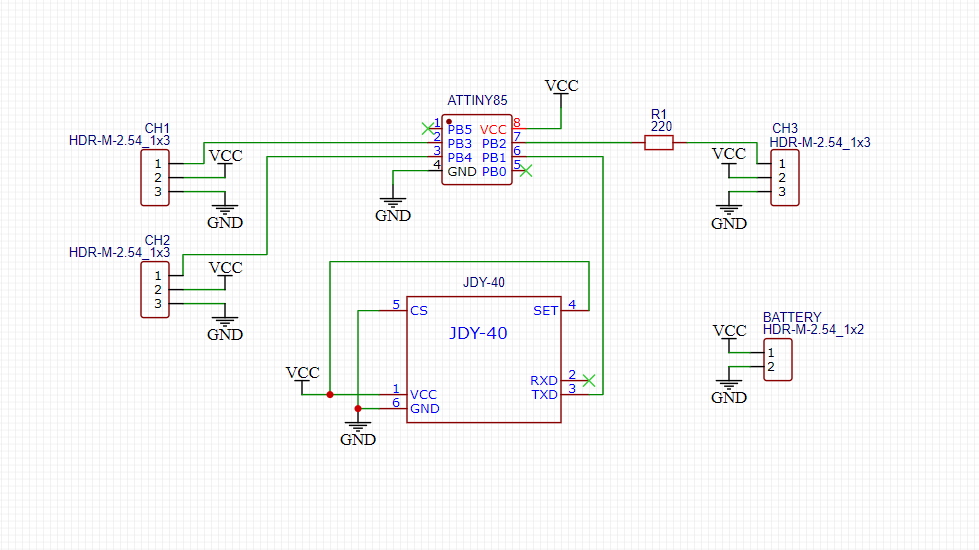 VCC
ATTINY85
1 PB5 VCC 8
2 PB3 PB2 7
3 PB4 PB1 6
4 GND PB0 5
GND
R1
220
CH1
HDR-M-2.54_1x3
1
2
3
VCC
GND
CH3
HDR-M-2.54_1x3
VCC
1
2
3
GND
CH2
HDR-M-2.54_1x3
1
2
3
VCC
GND
JDY-40
5 CS SET 4
JDY-40
RXD 2
TXD 3
VCC
1 VCC
6 GND
GND
BATTERY
HDR-M-2.54_1x2
VCC
1
2
GND